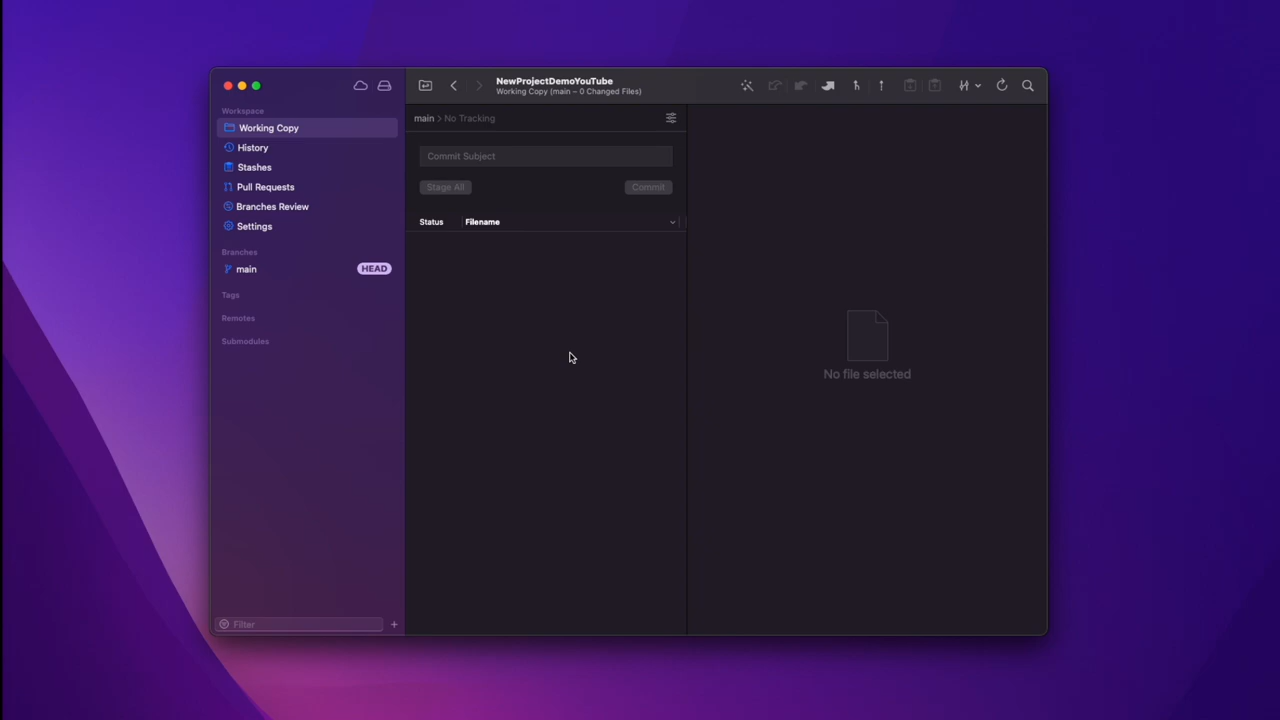 Workspace
Working Copy
History
Stashes
Pull Requests
Branches Review
Settings
Branches
main HEAD
Tags
Remotes
Submodules
Filter
NewProjectDemoYouTube
Working Copy (main – 0 Changed Files)
main > No Tracking
Commit Subject
Stage All Commit
Status Filename
No file selected